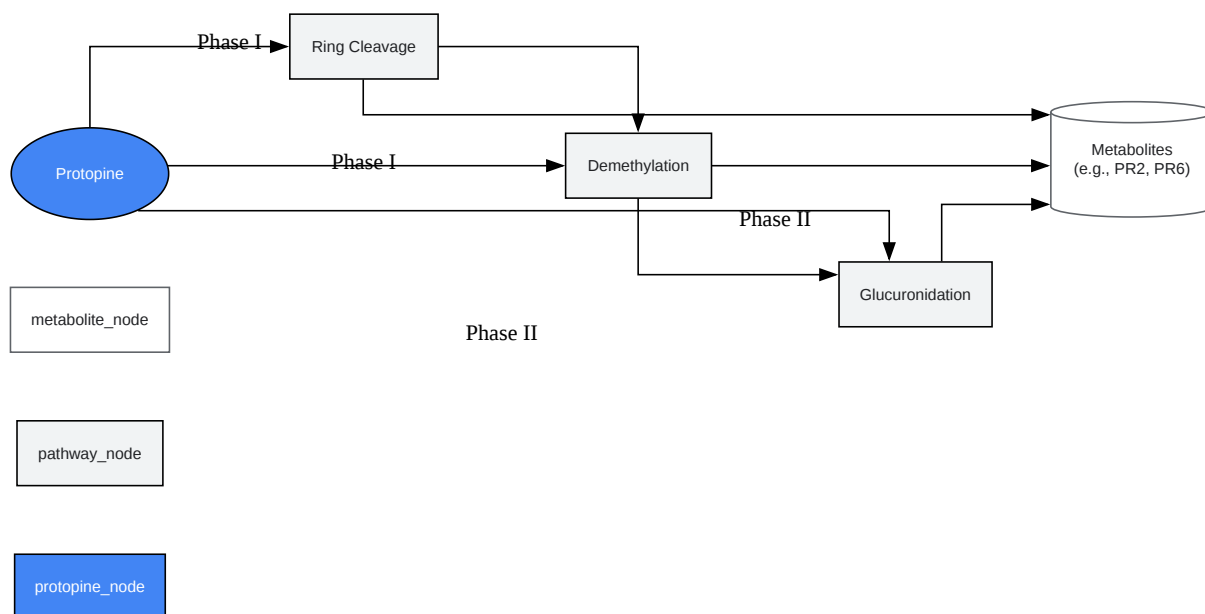 Phase I
Ring Cleavage
Protopine
Phase I
Demethylation
Metabolites
(e.g., PR2, PR6)
Phase II
Glucuronidation
metabolite_node
Phase II
pathway_node
protopine_node